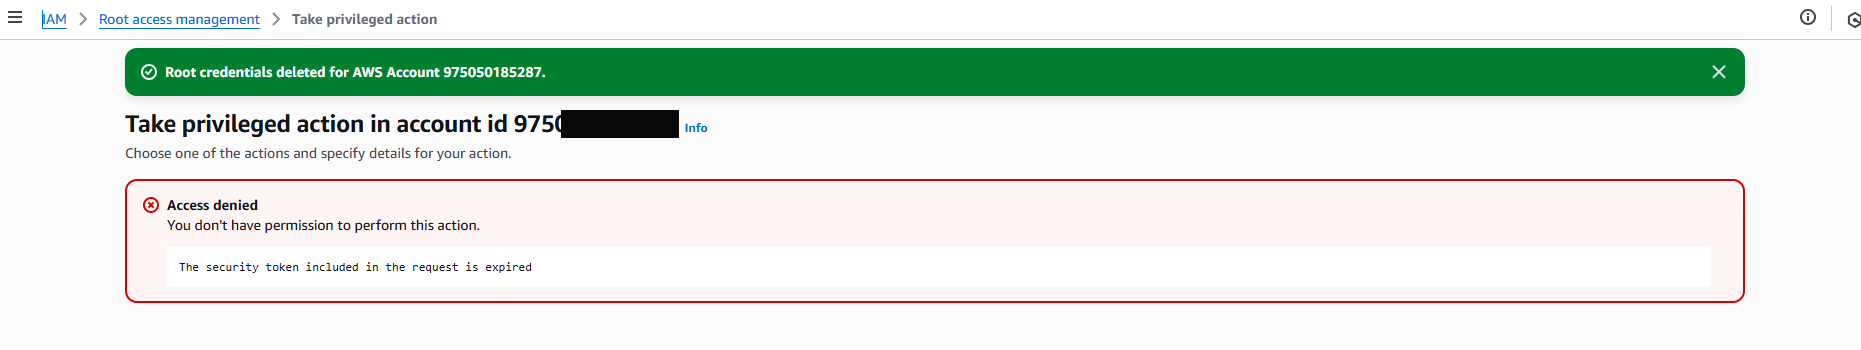 IAM > Root access management > Take privileged action
Root credentials deleted for AWS Account 975050185287.
Take privileged action in account id 9750 Info
Choose one of the actions and specify details for your action.
Access denied
You don't have permission to perform this action.
The security token included in the request is expired